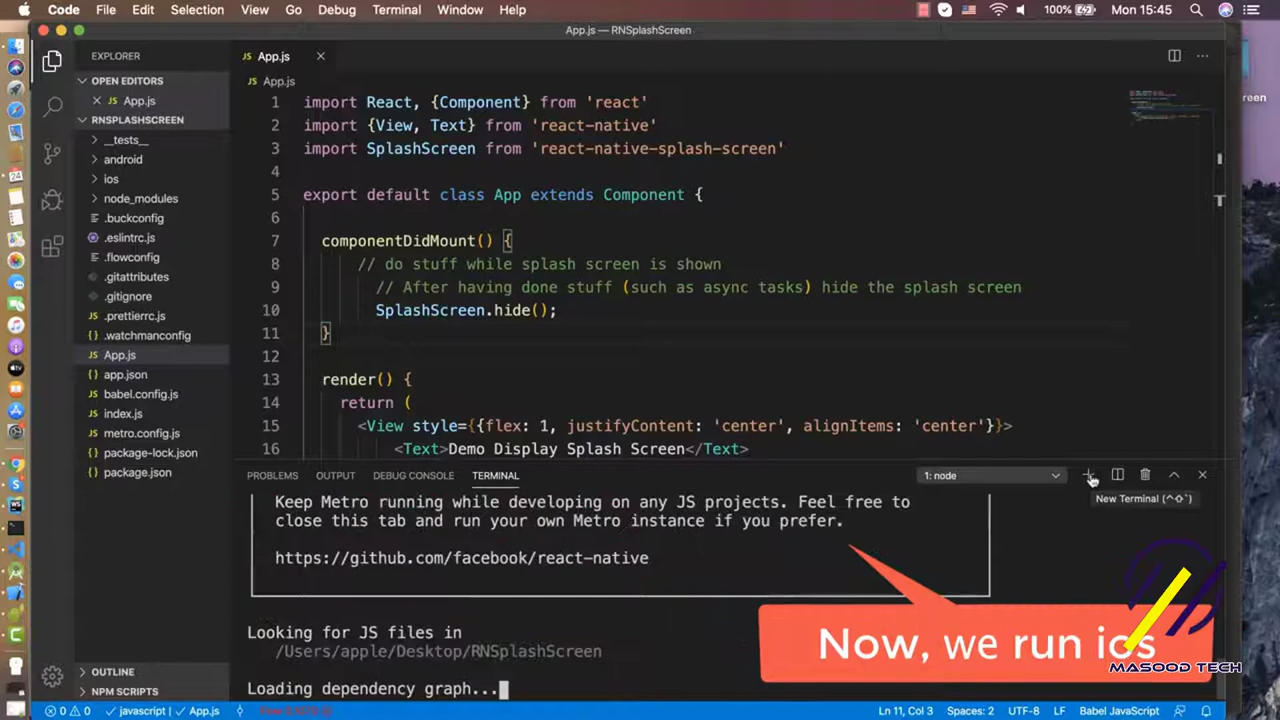 Code File Edit Selection View Go Debug Terminal Window Help 100% Mon 15:45
App.js — RNSplashScreen
EXPLORER
App.js
OPEN EDITORS
App.js
App.js
RNSPLASHSCREEN
__tests__
android
ios
node_modules
.buckconfig
.eslintrc.js
.flowconfig
.gitattributes
.gitignore
.prettierrc.js
.watchmanconfig
App.js
app.json
babel.config.js
index.js
metro.config.js
package-lock.json
package.json
OUTLINE
NPM SCRIPTS
1 import React, {Component} from 'react'
2 import {View, Text} from 'react-native'
3 import SplashScreen from 'react-native-splash-screen'
4
5 export default class App extends Component {
6
7 componentDidMount() {
8 // do stuff while splash screen is shown
9 // After having done stuff (such as async tasks) hide the splash screen
10 SplashScreen.hide();
11 }
12
13 render() {
14 return (
15 <View style={{flex: 1, justifyContent: 'center', alignItems: 'center'}}>
16 <Text>Demo Display Splash Screen</Text>
PROBLEMS OUTPUT DEBUG CONSOLE TERMINAL 1: node
New Terminal (^⇧`)
Keep Metro running while developing on any JS projects. Feel free to
close this tab and run your own Metro instance if you prefer.
https://github.com/facebook/react-native
Looking for JS files in
/Users/apple/Desktop/RNSplashScreen
Loading dependency graph...
Now, we run ios
MASOOD TECH
0 0 javascript App.js Ln 11, Col 3 Spaces: 2 UTF-8 LF Babel JavaScript